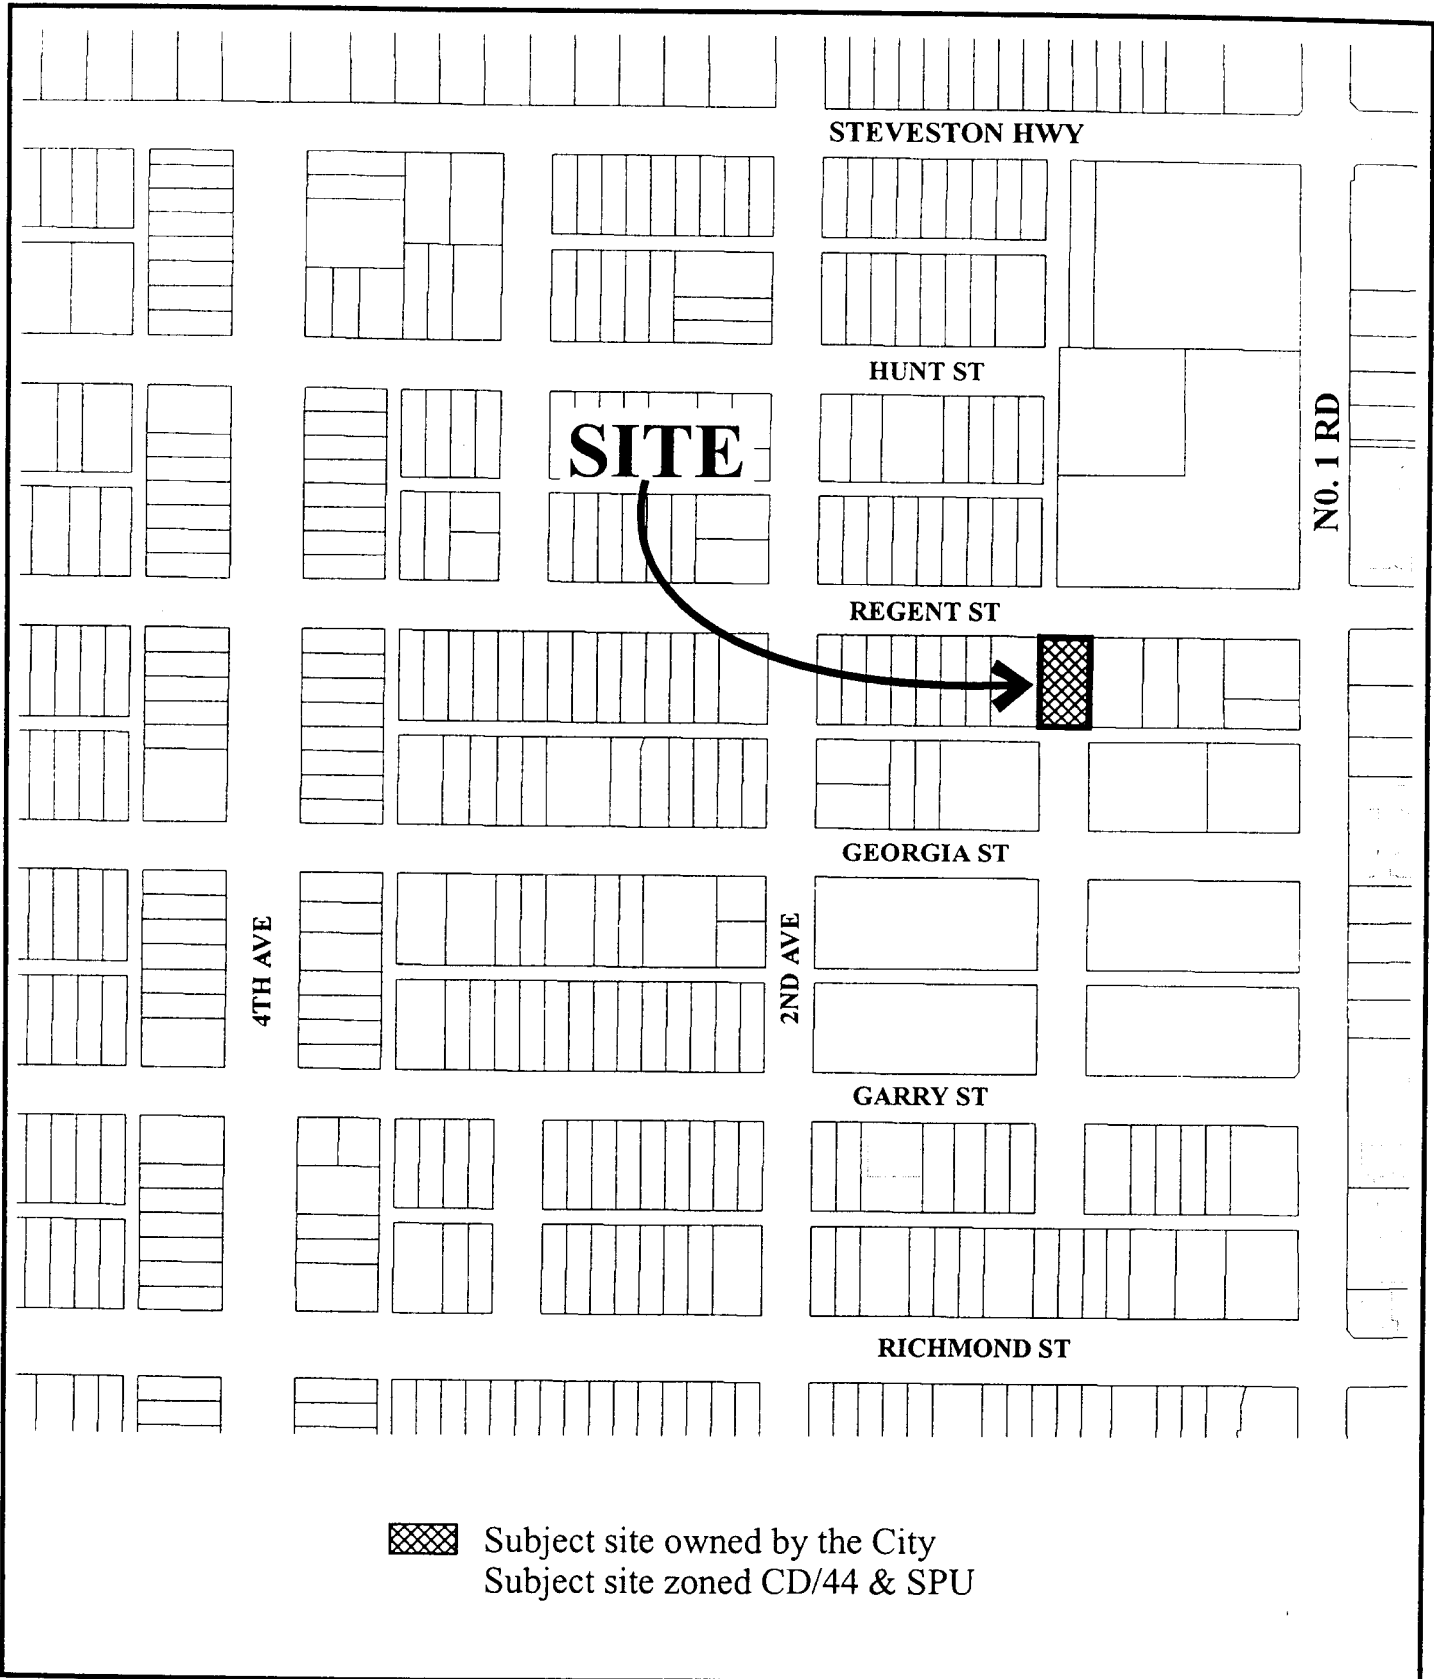 STEVESTON HWY
HUNT ST
SITE
NO. 1 RD
REGENT ST
GEORGIA ST
4TH AVE
2ND AVE
GARRY ST
RICHMOND ST
Subject site owned by the City
Subject site zoned CD/44 & SPU